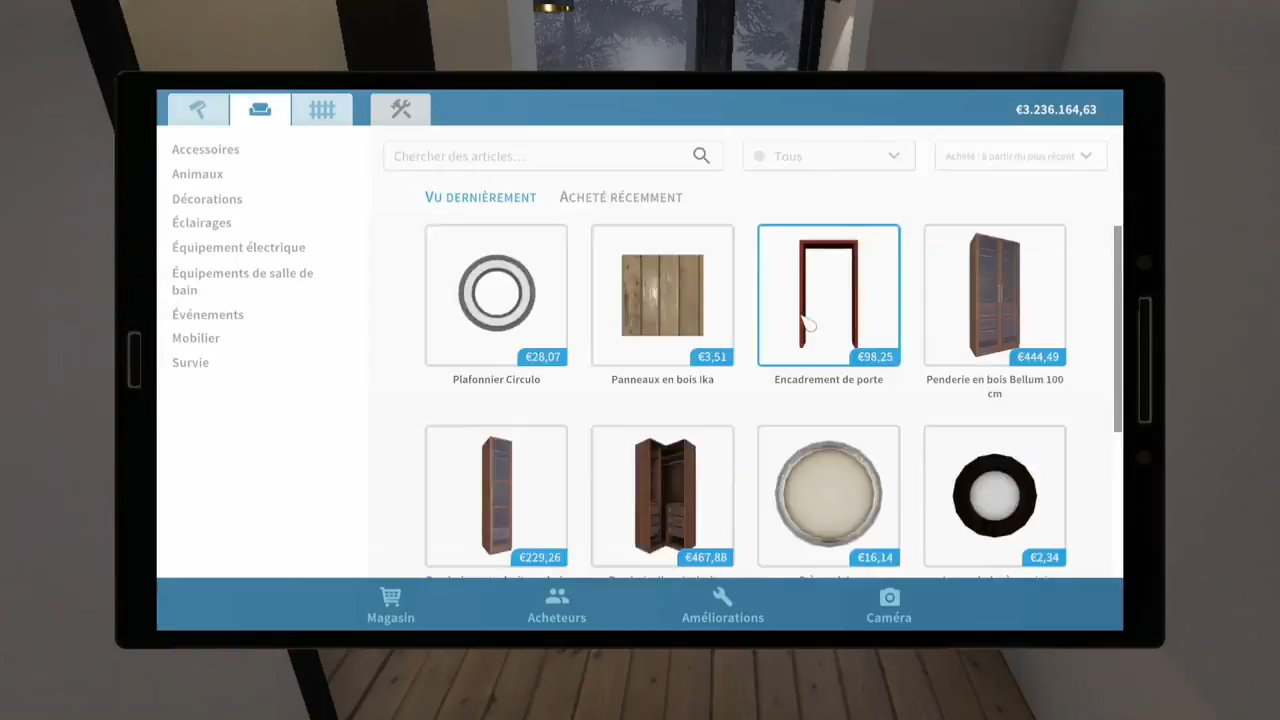 €3.236.164,63
Accessoires
Animaux
Décorations
Éclairages
Équipement électrique
Équipements de salle de
bain
Événements
Mobilier
Survie
Chercher des articles...
Tous
Acheté : à partir du plus récent
VU DERNIÈREMENT
ACHETÉ RÉCEMMENT
€28,07
€3,51
€98,25
€444,49
Plafonnier Circulo
Panneaux en bois Ika
Encadrement de porte
Penderie en bois Bellum 100
cm
€229,26
€467,88
€16,14
€2,34
Magasin
Acheteurs
Améliorations
Caméra